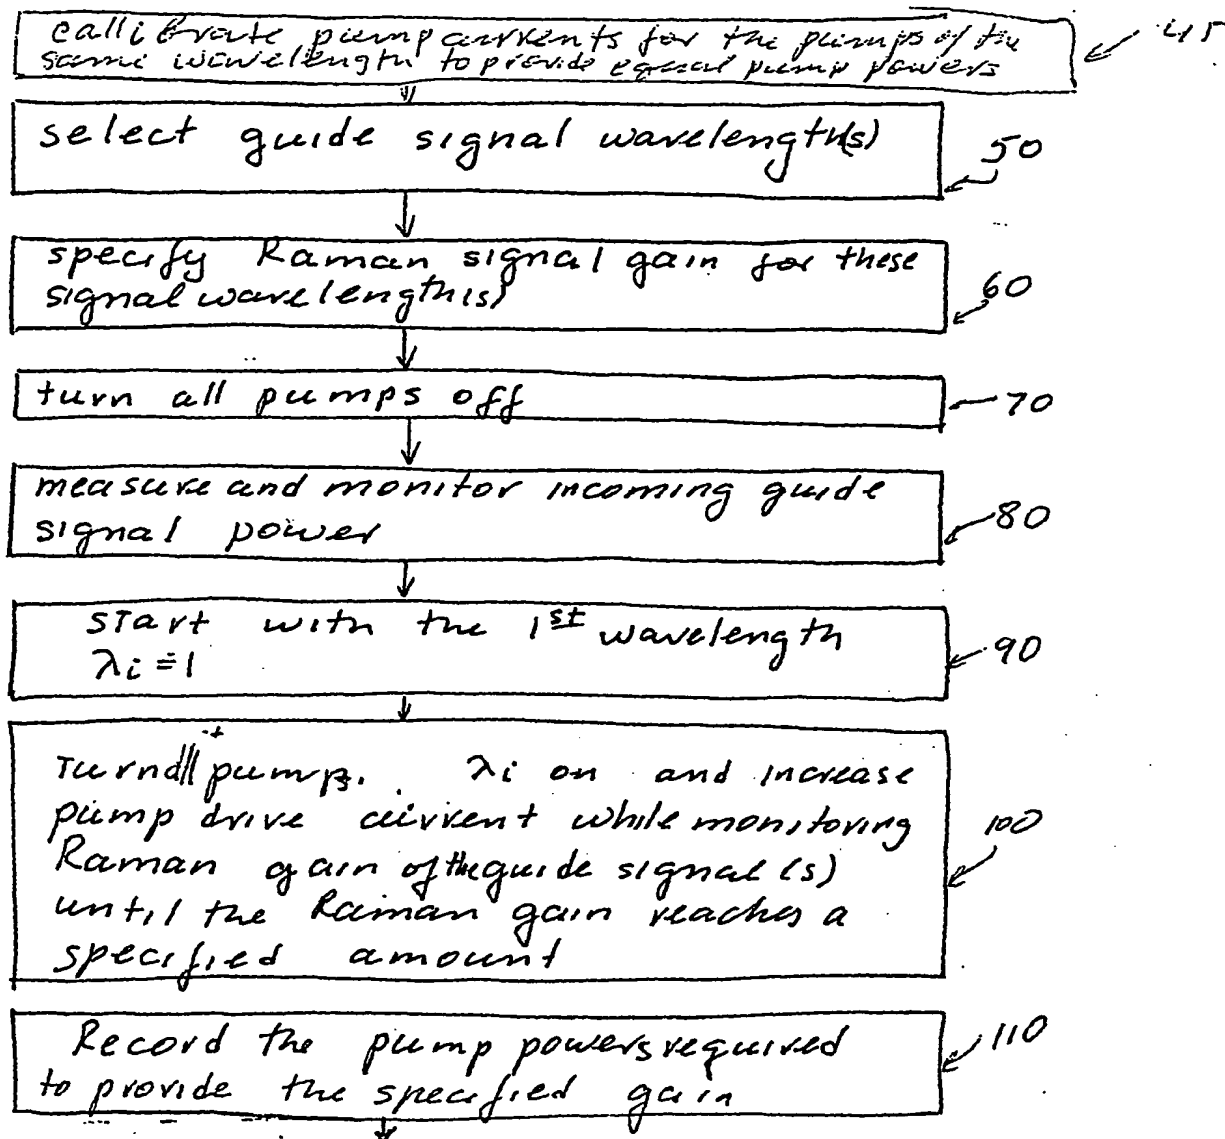 callibrate pump currents for the pumps of the
same wavelength to provide equal pump powers
45
select guide signal wavelength(s)
50
specify Raman signal gain for these
signal wavelength(s)
60
turn all pumps off
70
measure and monitor incoming guide
signal power
80
start with the 1st wavelength
λi = 1
90
Turn all pumps. λi on and increase
pump drive current while monitoring
Raman gain of the guide signal (s)
until the Raman gain reaches a
specified amount
100
Record the pump powers required
to provide the specified gain
110